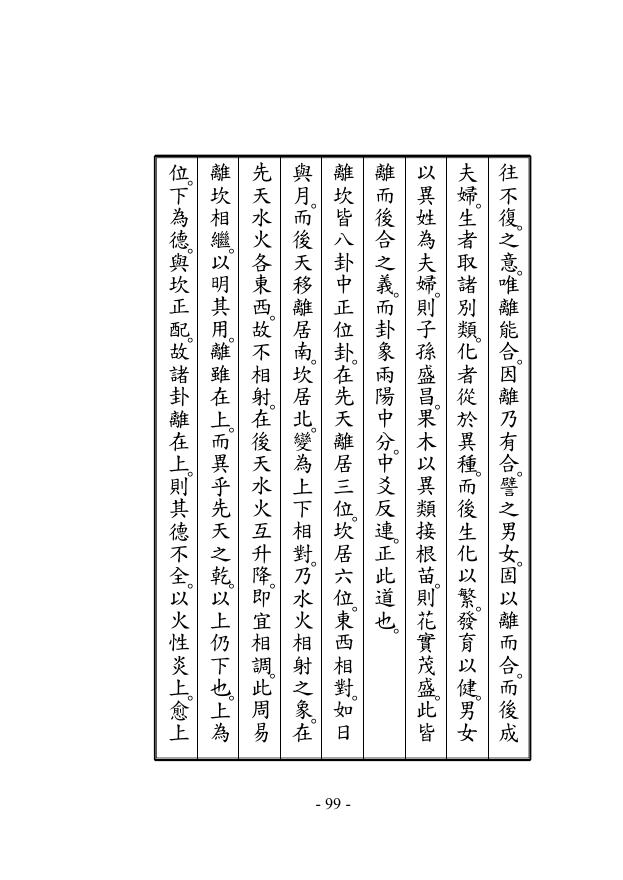 往不復。之意。唯離能合。因離乃有合。譬之男女。固以離而合。而後成
夫婦。生者取諸別類。化者從於異種。而後生化以繁。發育以健。男女
以異姓為夫婦。則子孫盛昌。果木以異類接根苗。則花實茂盛。此皆
離而後合之義。而卦象兩陽中分。中爻反連。正此道也。
離坎皆八卦中正位卦。在先天離居三位。坎居六位。東西相對。如日
與月。而後天移離居南。坎居北。變為上下相對。乃水火相射之象。在
先天水火各東西。故不相射。在後天水火互升降。即宜相調。此周易
離坎相繼。以明其用。離雖在上。而異乎先天之乾。以上仍下也。上為
位。下為德。與坎正配。故諸卦離在上。則其德不全。以火性炎上。愈上
- 99 -